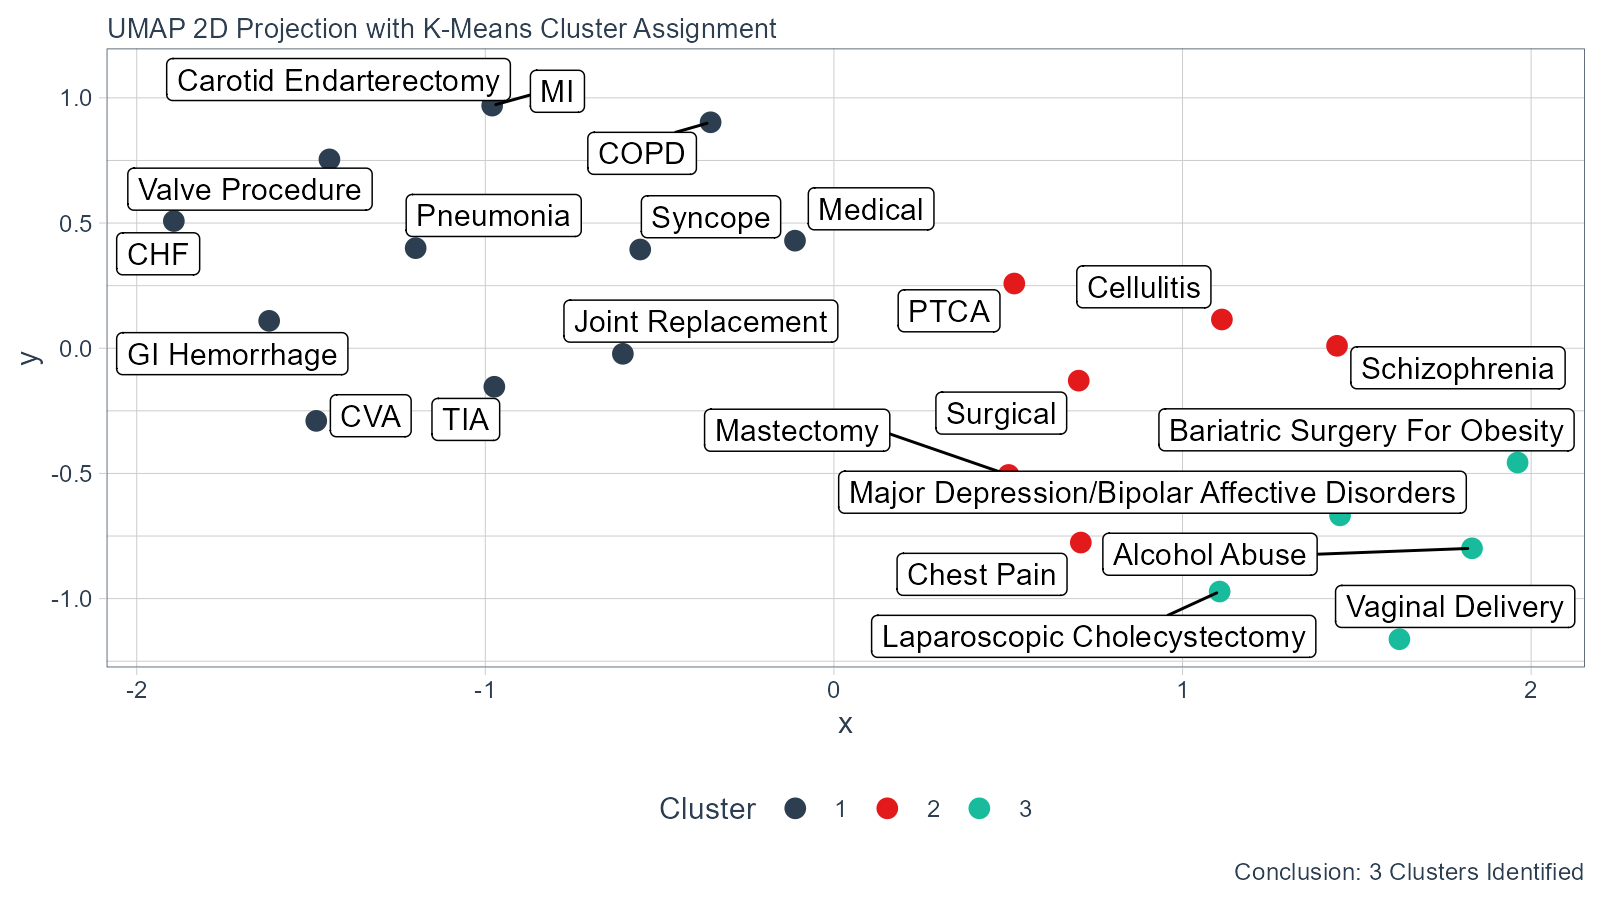 UMAP 2D Projection with K-Means Cluster Assignment
Carotid Endarterectomy
MI
1.0
COPD
Valve Procedure
Pneumonia
Syncope
Medical
0.5
CHF
Cellulitis
PTCA
Joint Replacement
y
0.0
GI Hemorrhage
Schizophrenia
CVA
TIA
Surgical
Mastectomy
Bariatric Surgery For Obesity
-0.5
Major Depression/Bipolar Affective Disorders
Alcohol Abuse
Chest Pain
-1.0
Vaginal Delivery
Laparoscopic Cholecystectomy
-2 -1 0 1 2
x
Cluster 1 2 3
Conclusion: 3 Clusters Identified